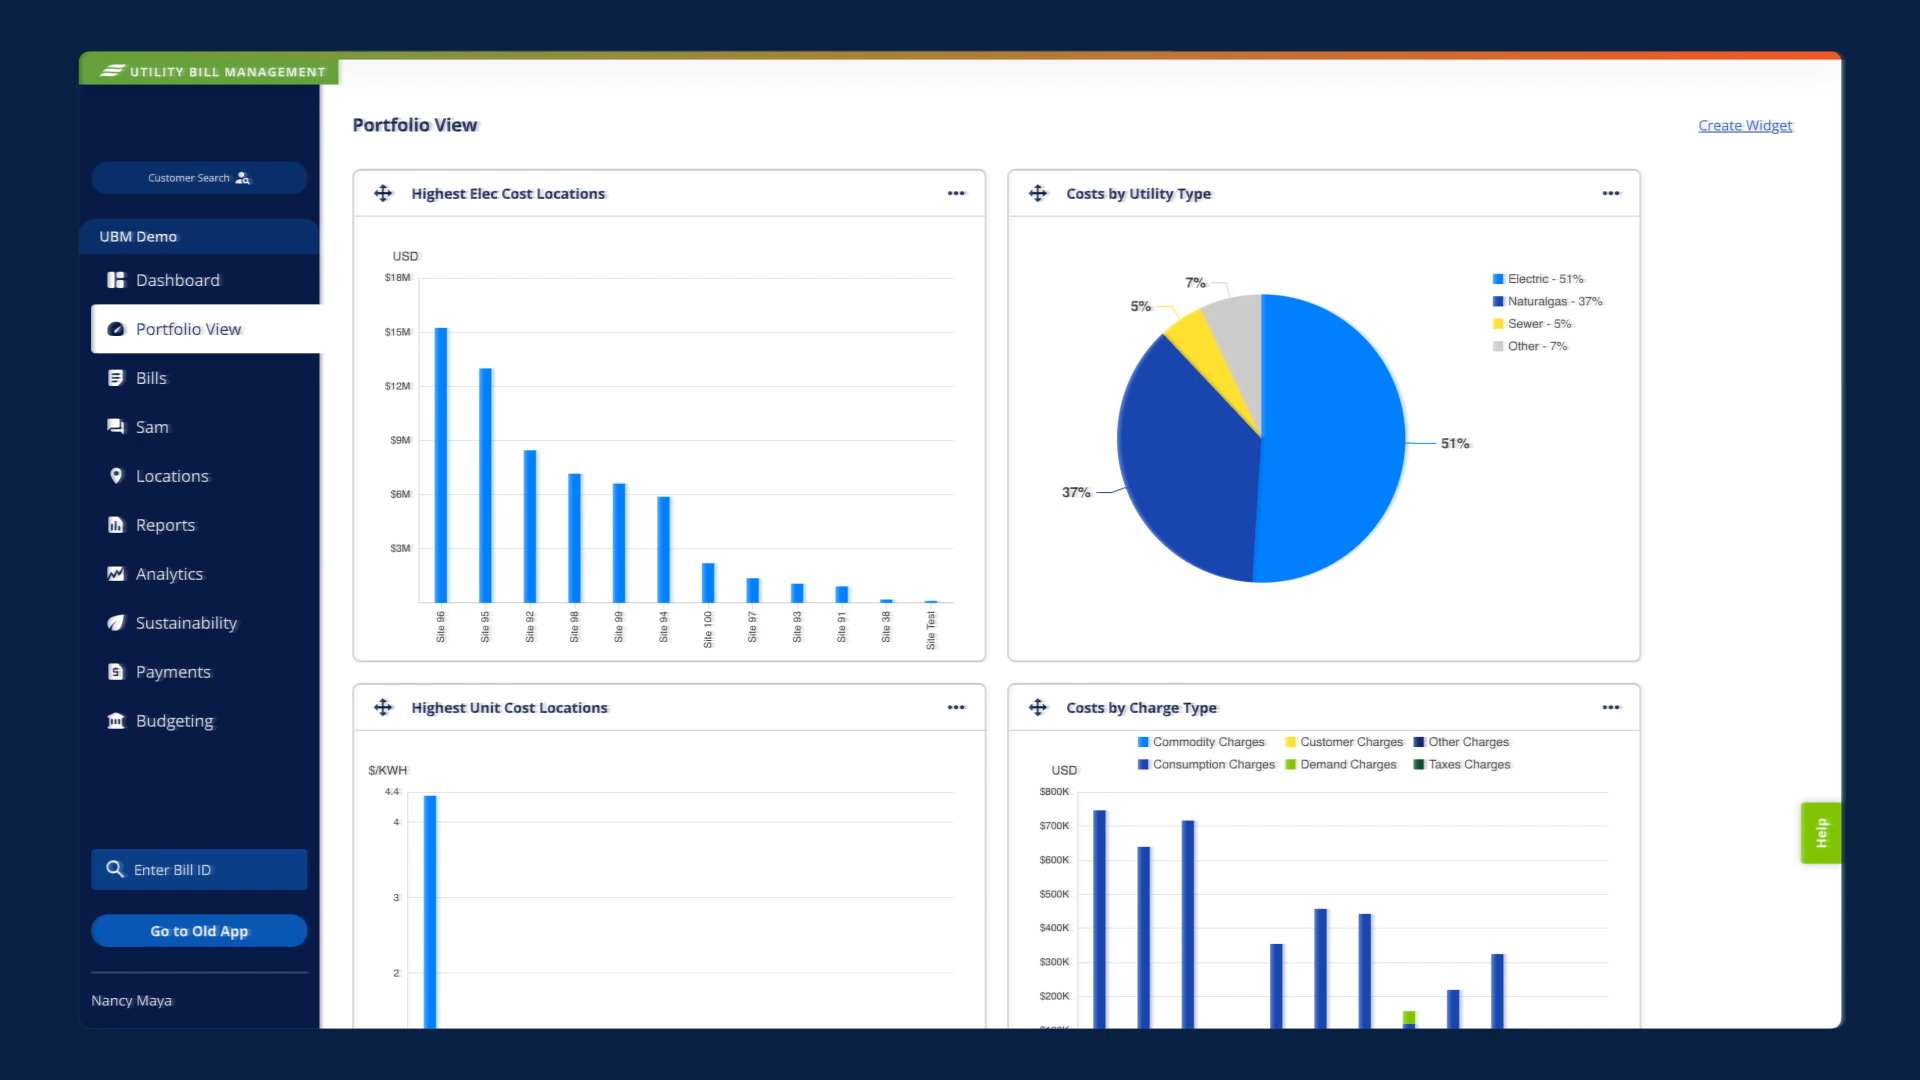 UTILITY BILL MANAGEMENT
Customer Search
UBM Demo
Dashboard
Portfolio View
Bills
Sam
Locations
Reports
Analytics
Sustainability
Payments
Budgeting
Enter Bill ID
Go to Old App
Nancy Maya
Portfolio View
Create Widget
Highest Elec Cost Locations
USD
$18M
$15M
$12M
$9M
$6M
$3M
Site 96
Site 95
Site 92
Site 98
Site 99
Site 94
Site 100
Site 97
Site 93
Site 91
Site 38
Site Test
Costs by Utility Type
7%
5%
37%
51%
Electric - 51%
Naturalgas - 37%
Sewer - 5%
Other - 7%
Highest Unit Cost Locations
$/KWH
4.4
4
3
2
Costs by Charge Type
Commodity Charges
Customer Charges
Other Charges
Consumption Charges
Demand Charges
Taxes Charges
USD
$800K
$700K
$600K
$500K
$400K
$300K
$200K
Help